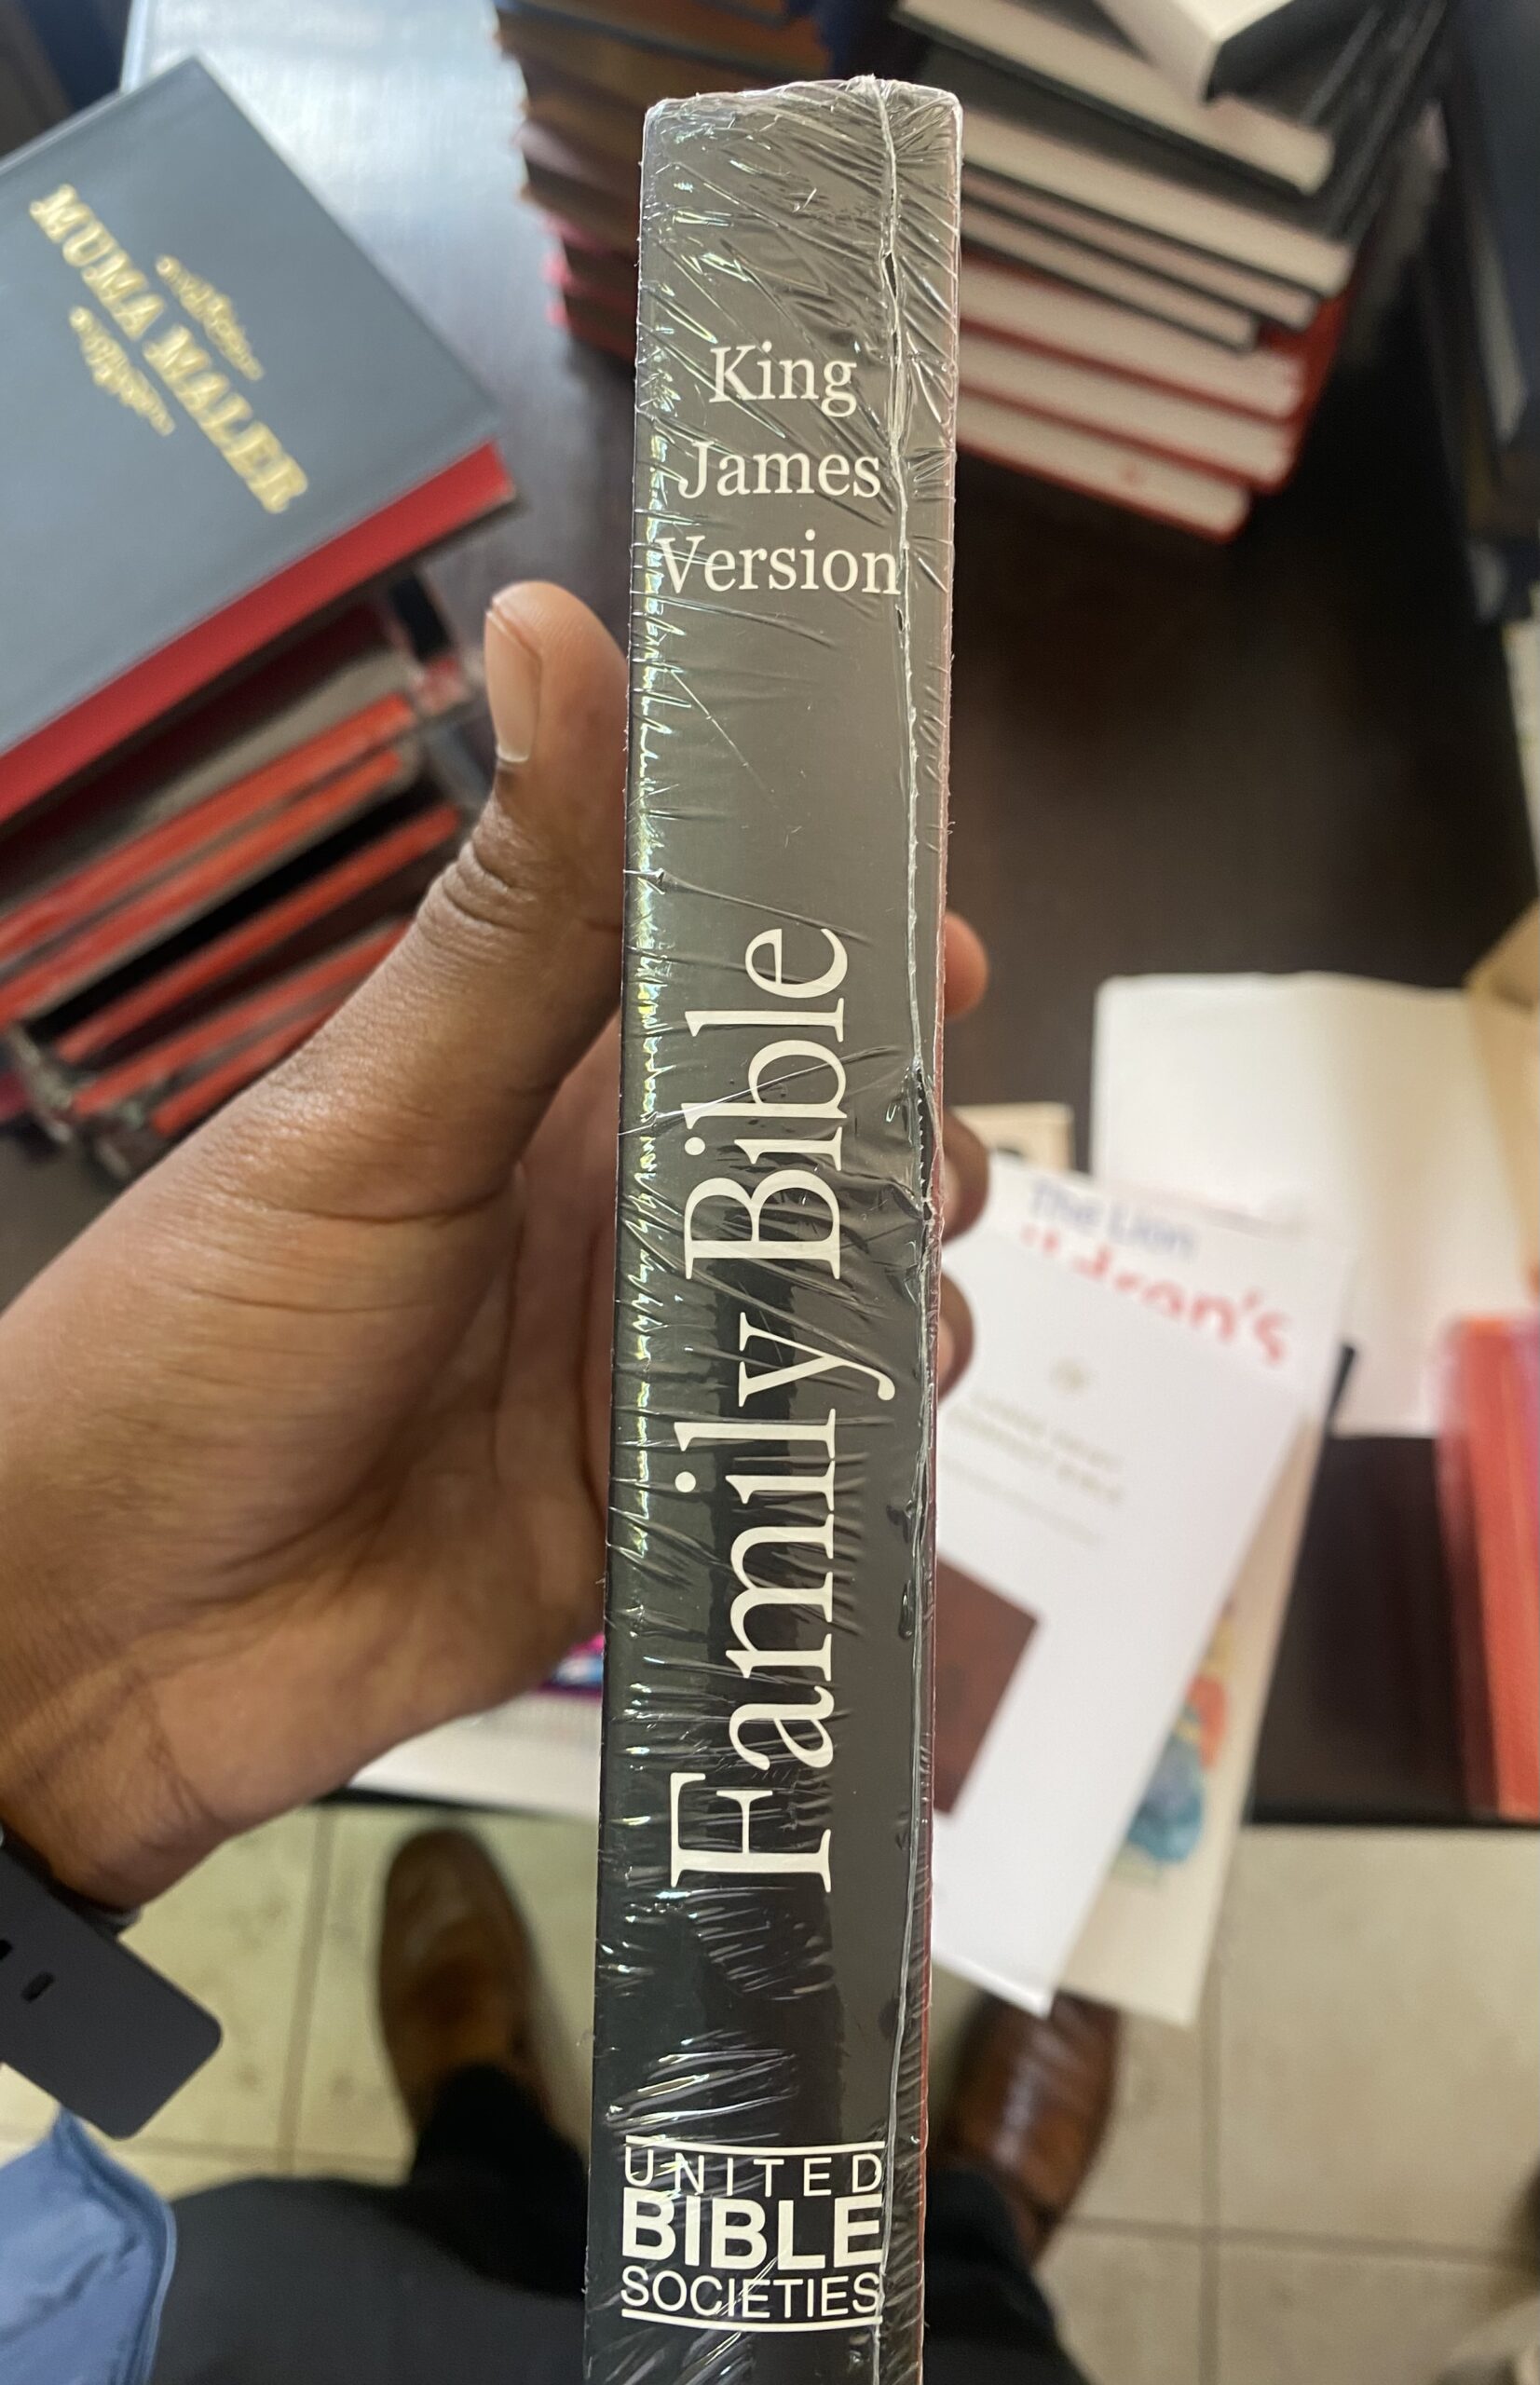 King
James
Version
Family Bible
UNITED
BIBLE
SOCIETIES
MUMA MALER
The Lion